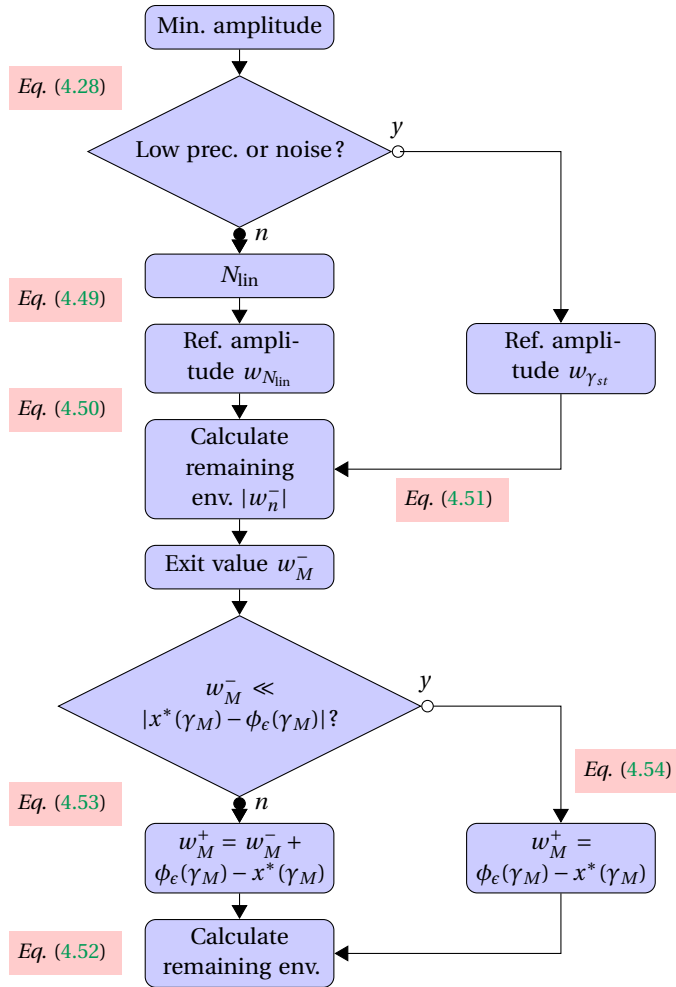 Min. amplitude
Eq. (4.28)
Low prec. or noise?
y
n
N_lin
Eq. (4.49)
Ref. ampli-
tude w_{N_lin}
Ref. ampli-
tude w_{γ_st}
Eq. (4.50)
Calculate
remaining
env. |w_n^-|
Eq. (4.51)
Exit value w_M^-
w_M^- ≪
|x*(γ_M) − ϕ_ϵ(γ_M)|?
y
Eq. (4.54)
Eq. (4.53)
n
w_M^+ = w_M^- +
ϕ_ϵ(γ_M) − x*(γ_M)
w_M^+ =
ϕ_ϵ(γ_M) − x*(γ_M)
Eq. (4.52)
Calculate
remaining env.